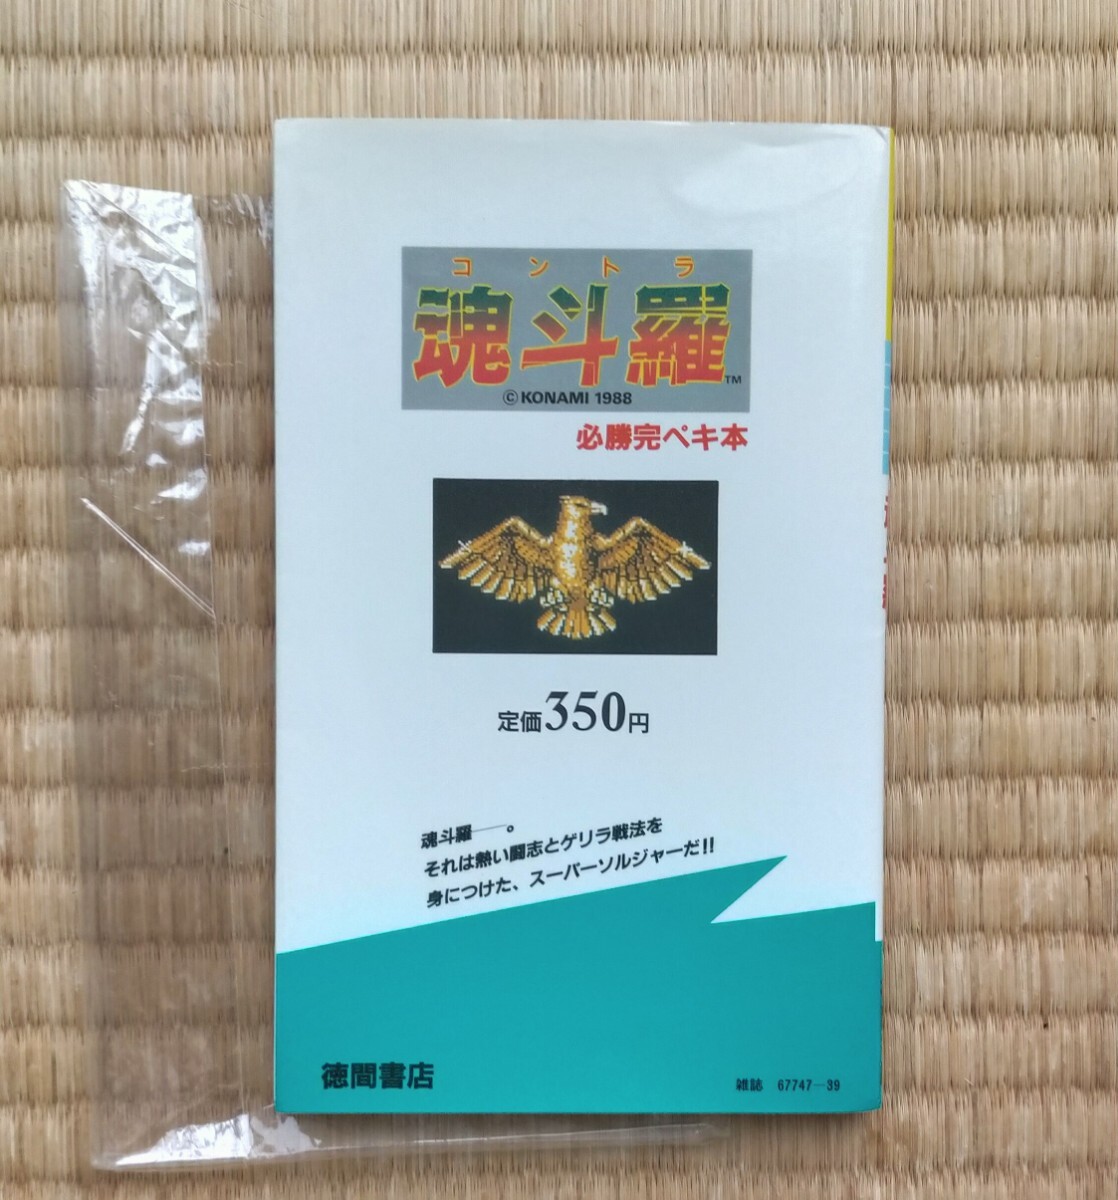 コントラ
魂斗羅™
©KONAMI 1988
必勝完ペキ本
定価350円
魂斗羅――。
それは熱い闘志とゲリラ戦法を
身につけた、スーパーソルジャーだ!!
徳間書店
雑誌 67747―39